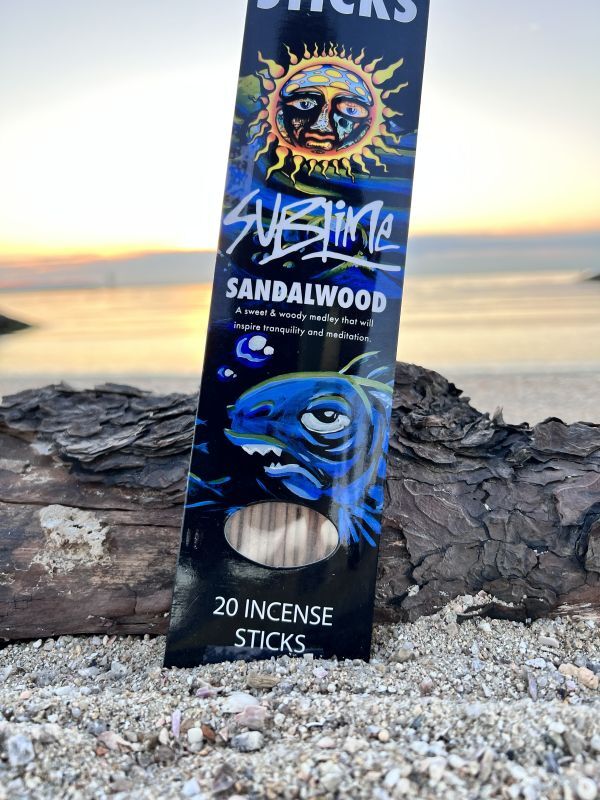 STICKS
SUBLIME
SANDALWOOD
A sweet & woody medley that will
inspire tranquility and meditation.
20 INCENSE
STICKS